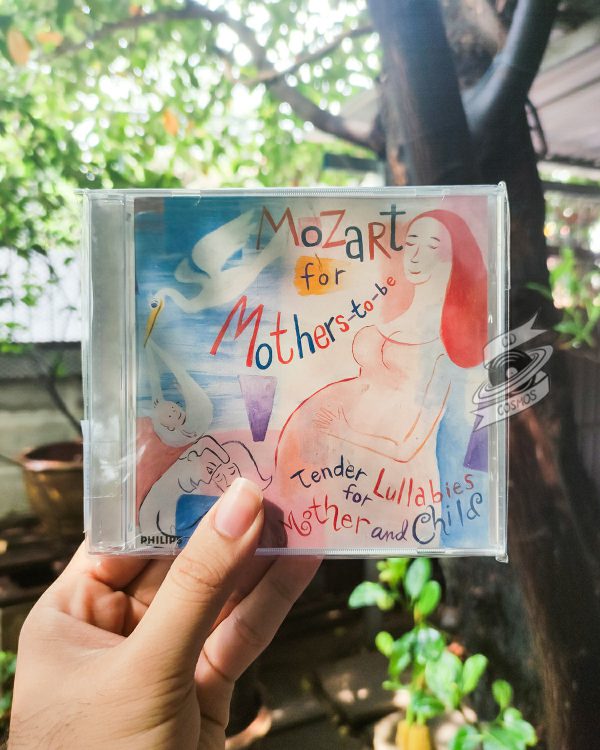 Mozart
for
Mothers-to-be
Tender Lullabies
for
Mother and Child
PHILIPS
CD
COSMOS